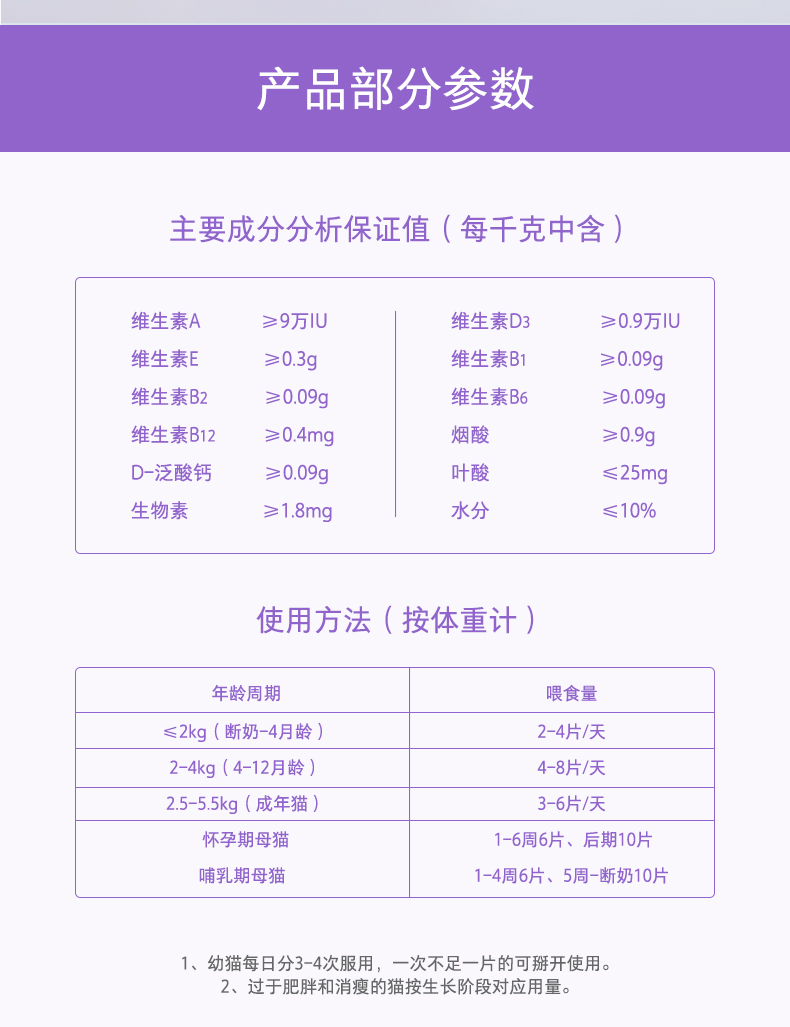 产品部分参数
主要成分分析保证值（每千克中含）
维生素A ≥9万IU 维生素D3 ≥0.9万IU
维生素E ≥0.3g 维生素B1 ≥0.09g
维生素B2 ≥0.09g 维生素B6 ≥0.09g
维生素B12 ≥0.4mg 烟酸 ≥0.9g
D-泛酸钙 ≥0.09g 叶酸 ≤25mg
生物素 ≥1.8mg 水分 ≤10%
使用方法（按体重计）
年龄周期 喂食量
≤2kg（断奶-4月龄） 2-4片/天
2-4kg（4-12月龄） 4-8片/天
2.5-5.5kg（成年猫） 3-6片/天
怀孕期母猫 1-6周6片、后期10片
哺乳期母猫 1-4周6片、5周-断奶10片
1、幼猫每日分3-4次服用，一次不足一片的可掰开使用。
2、过于肥胖和消瘦的猫按生长阶段对应用量。